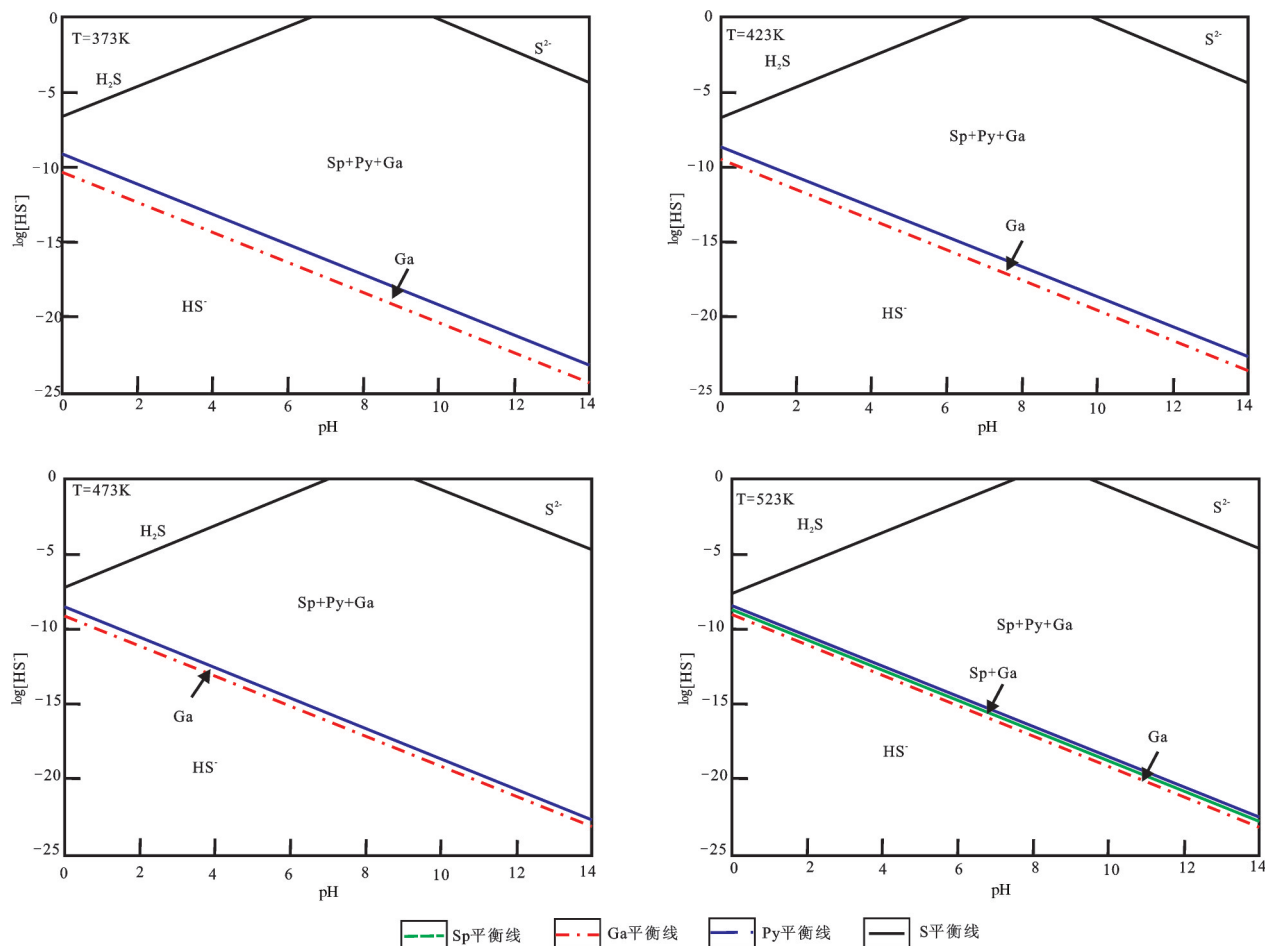 T=373K
H₂S
S²⁻
Sp+Py+Ga
Ga
HS⁻
log[HS⁻]
0
−5
−10
−15
−20
−25
0 2 4 6 8 10 12 14
pH
T=423K
H₂S
S²⁻
Sp+Py+Ga
Ga
HS⁻
log[HS⁻]
0
−5
−10
−15
−20
−25
0 2 4 6 8 10 12 14
pH
T=473K
H₂S
S²⁻
Sp+Py+Ga
Ga
HS⁻
log[HS⁻]
0
−5
−10
−15
−20
−25
0 2 4 6 8 10 12 14
pH
T=523K
H₂S
S²⁻
Sp+Py+Ga
Sp+Ga
Ga
HS⁻
log[HS⁻]
0
−5
−10
−15
−20
−25
0 2 4 6 8 10 12 14
pH
Sp平衡线 Ga平衡线 Py平衡线 S平衡线